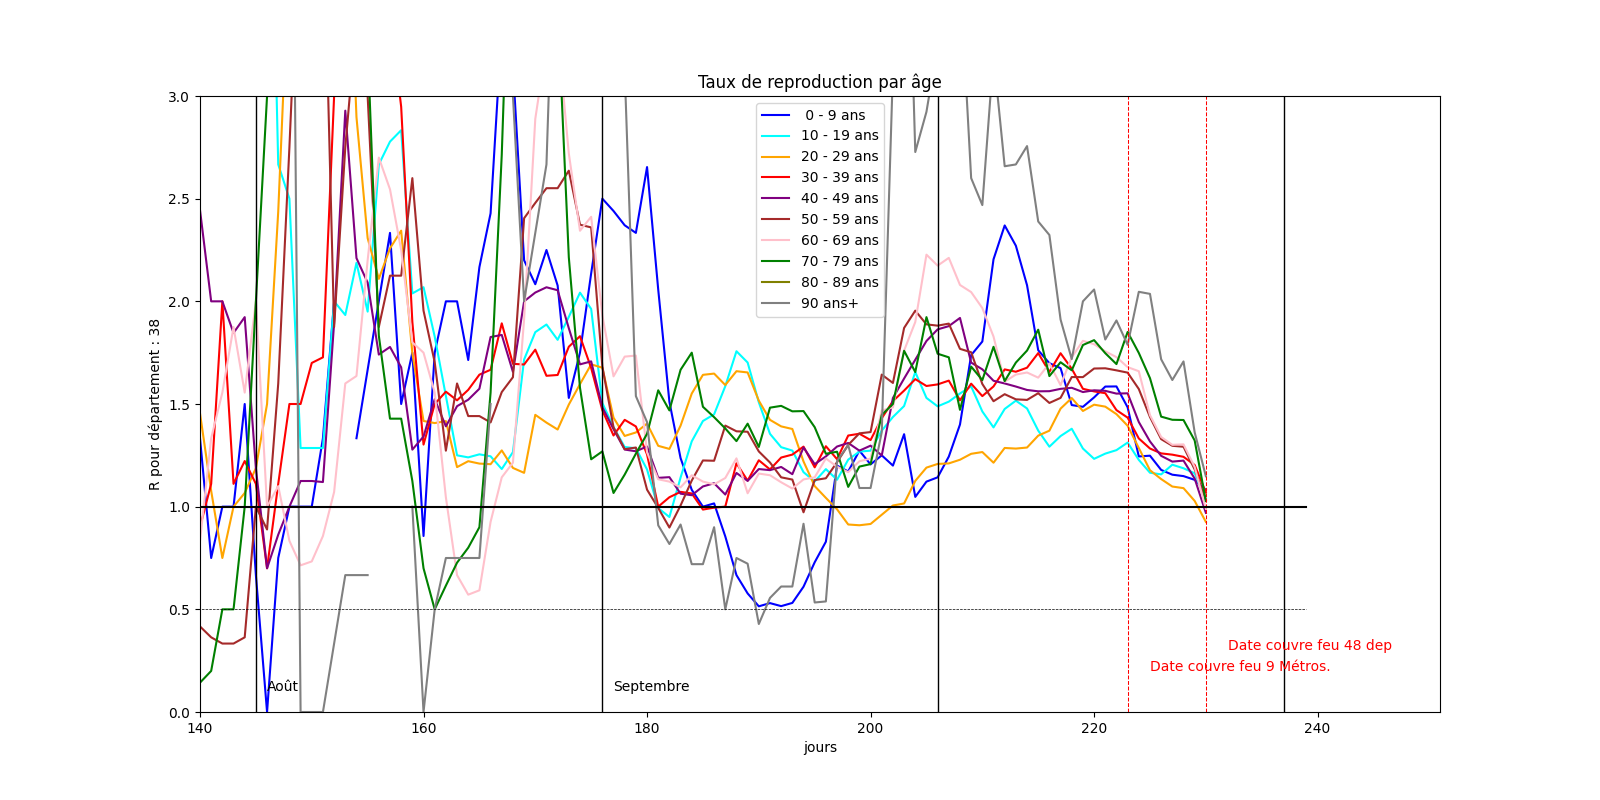 Taux de reproduction par âge
R pour département : 38
3.0
2.5
2.0
1.5
1.0
0.5
0.0
0 - 9 ans
10 - 19 ans
20 - 29 ans
30 - 39 ans
40 - 49 ans
50 - 59 ans
60 - 69 ans
70 - 79 ans
80 - 89 ans
90 ans+
Date couvre feu 48 dep
Date couvre feu 9 Métros.
Août
Septembre
140
160
180
200
220
240
jours